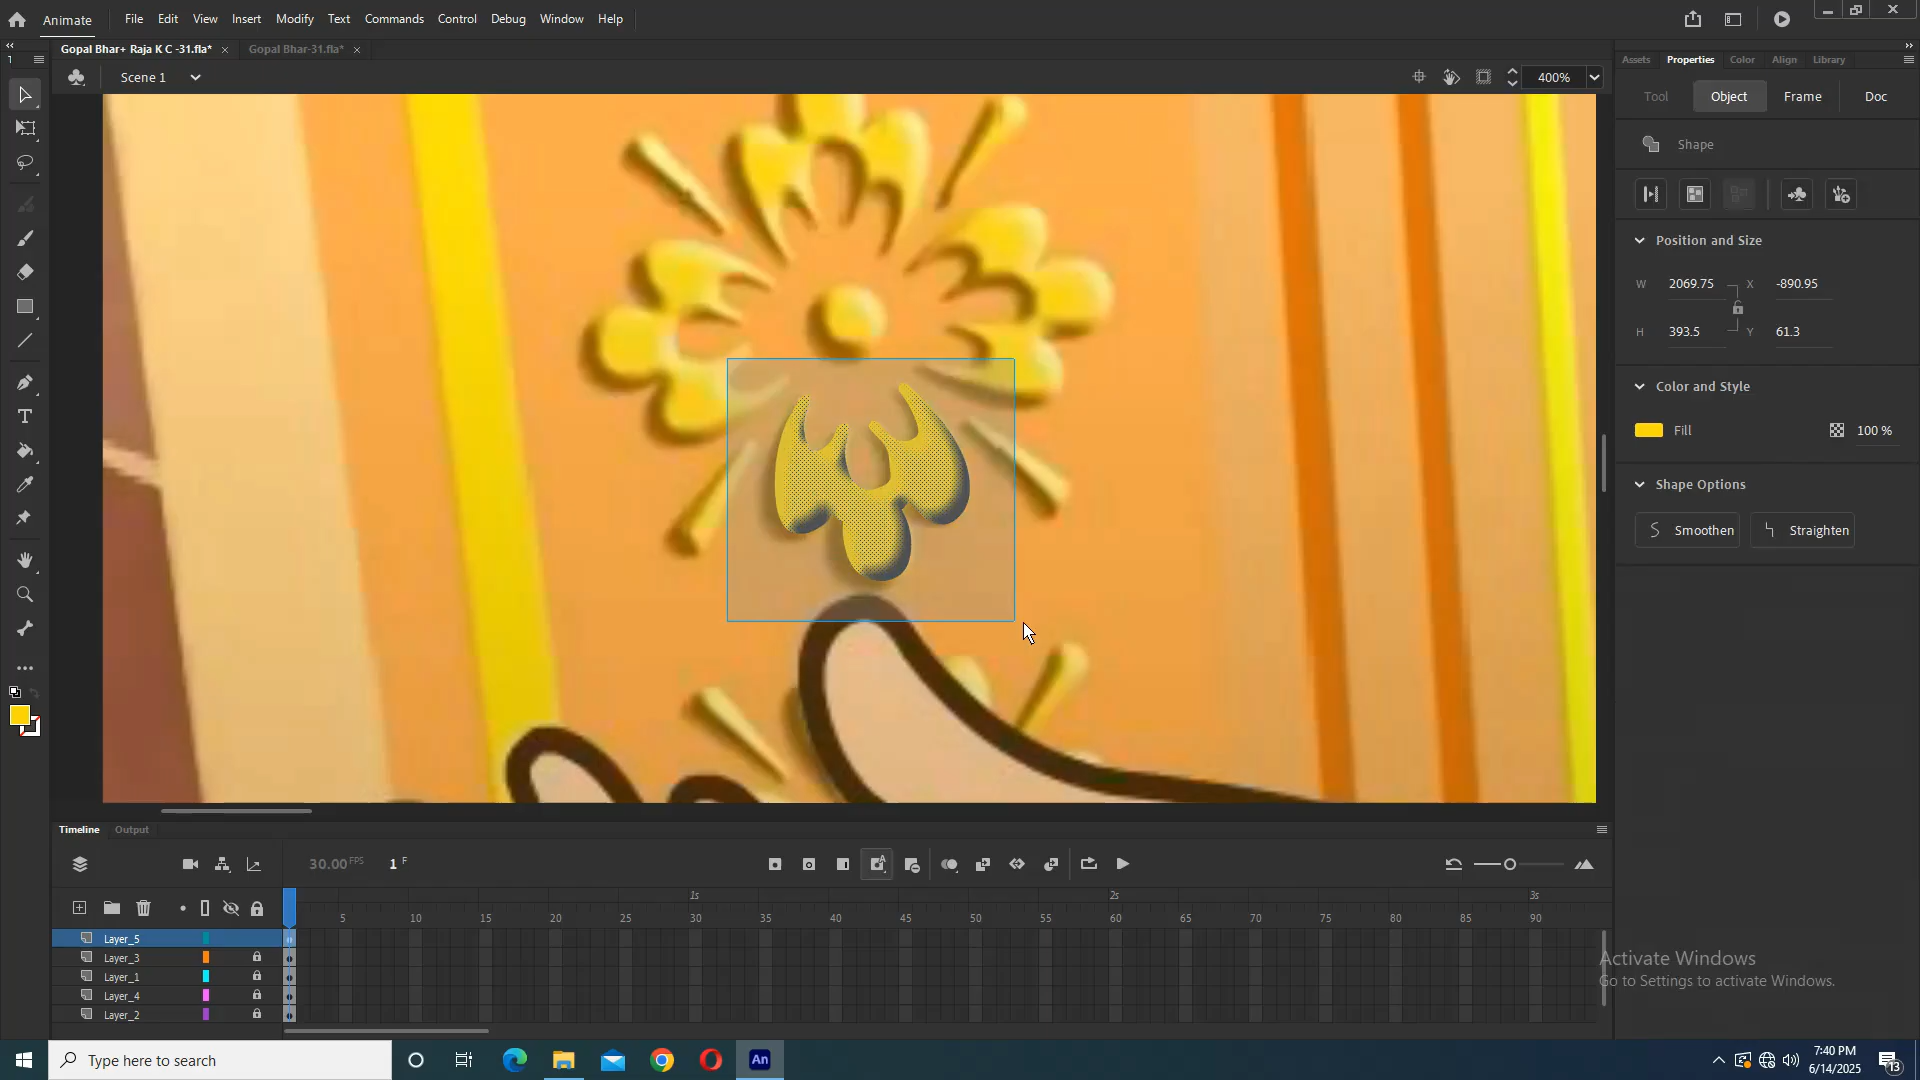 Animate File Edit View Insert Modify Text Commands Control Debug Window Help
Gopal Bhar+ Raja K C -31.fla* × Gopal Bhar-31.fla* ×
Scene 1 400%
Assets Properties Color Align Library
Tool Object Frame Doc
Shape
Position and Size
W 2069.75 X -890.95
H 393.5 Y 61.3
Color and Style
Fill 100 %
Shape Options
Smoothen Straighten
Timeline Output
30.00 FPS 1 F
1s 2s 3s
5 10 15 20 25 30 35 40 45 50 55 60 65 70 75 80 85 90
Layer_5
Layer_3
Layer_1
Layer_4
Layer_2
Activate Windows
Go to Settings to activate Windows.
Type here to search
An
7:40 PM
6/14/2025
13